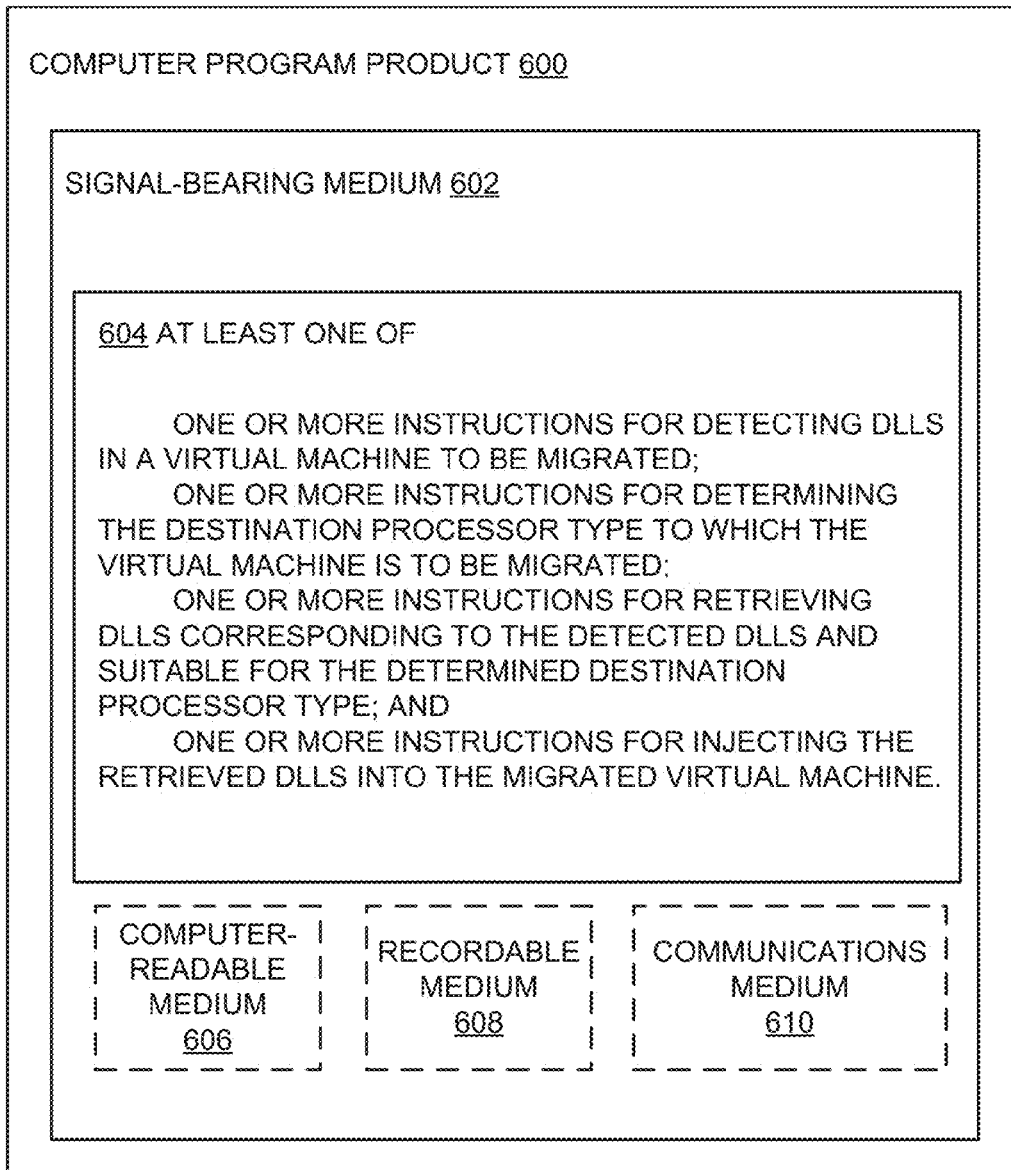 COMPUTER PROGRAM PRODUCT 600
SIGNAL-BEARING MEDIUM 602
604 AT LEAST ONE OF
ONE OR MORE INSTRUCTIONS FOR DETECTING DLLS
IN A VIRTUAL MACHINE TO BE MIGRATED;
ONE OR MORE INSTRUCTIONS FOR DETERMINING
THE DESTINATION PROCESSOR TYPE TO WHICH THE
VIRTUAL MACHINE IS TO BE MIGRATED;
ONE OR MORE INSTRUCTIONS FOR RETRIEVING
DLLS CORRESPONDING TO THE DETECTED DLLS AND
SUITABLE FOR THE DETERMINED DESTINATION
PROCESSOR TYPE; AND
ONE OR MORE INSTRUCTIONS FOR INJECTING THE
RETRIEVED DLLS INTO THE MIGRATED VIRTUAL MACHINE.
COMPUTER-
READABLE
MEDIUM
606
RECORDABLE
MEDIUM
608
COMMUNICATIONS
MEDIUM
610